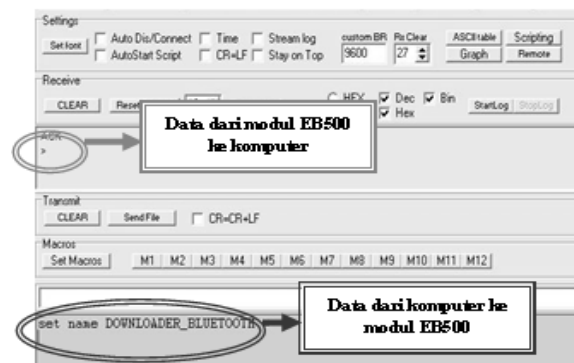 Settings
Set font
Auto Dis/Connect
Time
Stream log
custom BR
Rx Clear
ASCII table
Scripting
AutoStart Script
CR=LF
Stay on Top
9600
27
Graph
Remote
Receive
CLEAR
HEX
Dec
Bin
Hex
StartLog
StopLog
Data dari modul EB500
ke komputer
ACK
>
Transmit
CLEAR
Send File
CR=CR+LF
Macros
Set Macros
M1
M2
M3
M4
M5
M6
M7
M8
M9
M10
M11
M12
set name DOWNLOADER_BLUETOOTH
Data dari komputer ke
modul EB500